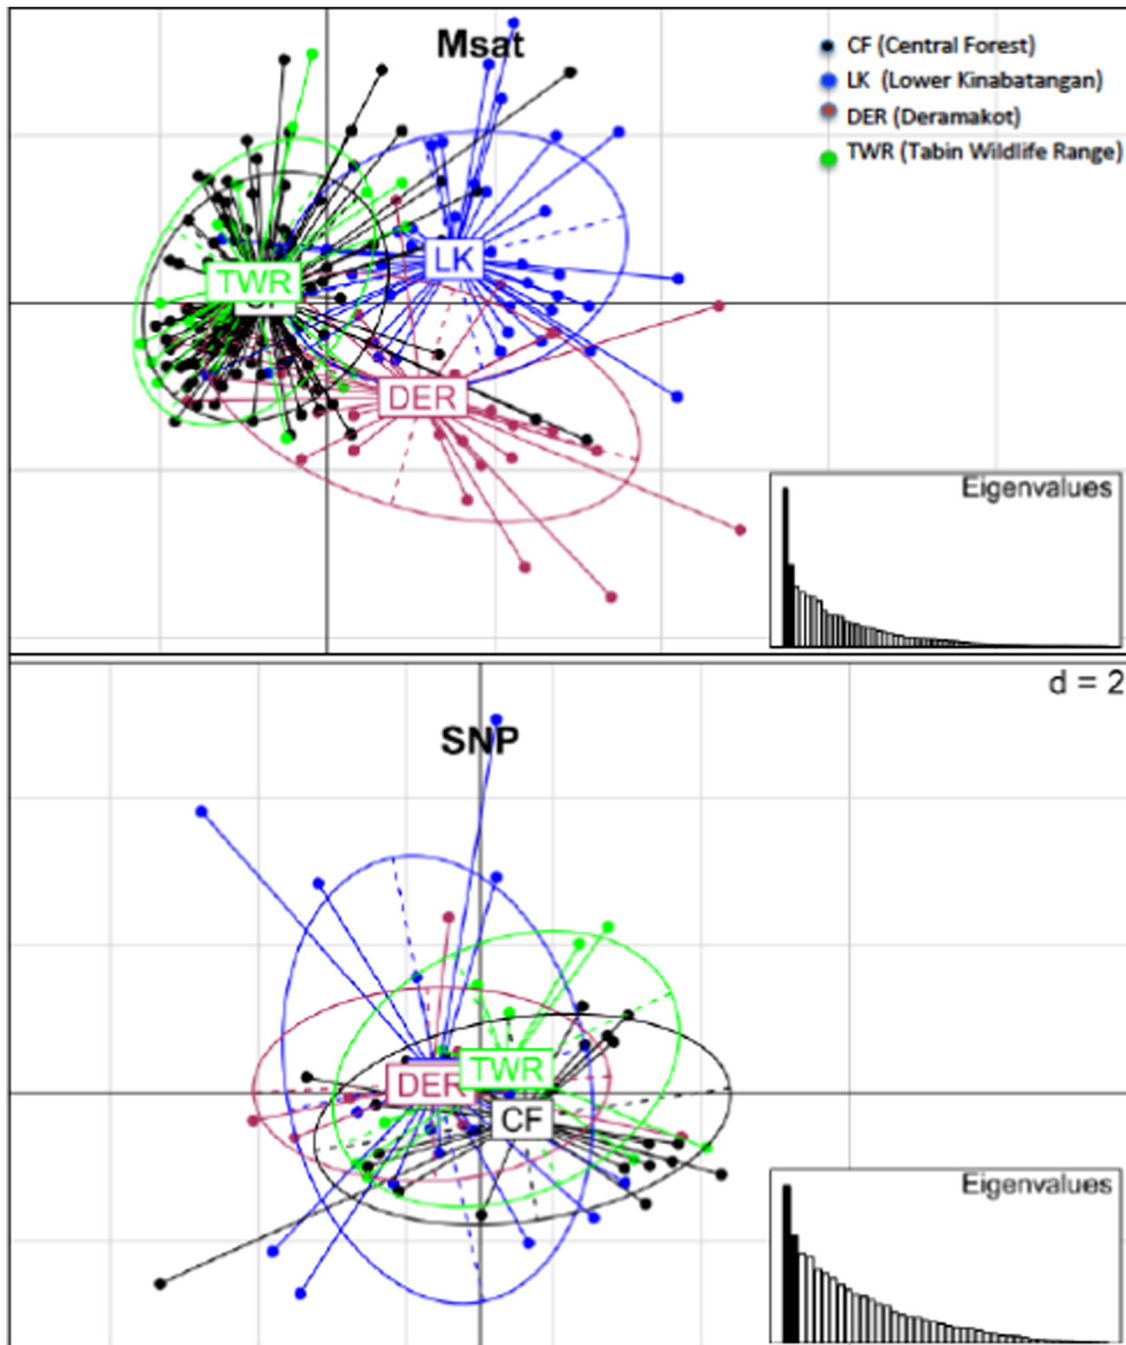 Msat
CF (Central Forest)
LK (Lower Kinabatangan)
DER (Deramakot)
TWR (Tabin Wildlife Range)
LK
TWR
DER
Eigenvalues
d = 2
SNP
TWR
DER
CF
Eigenvalues